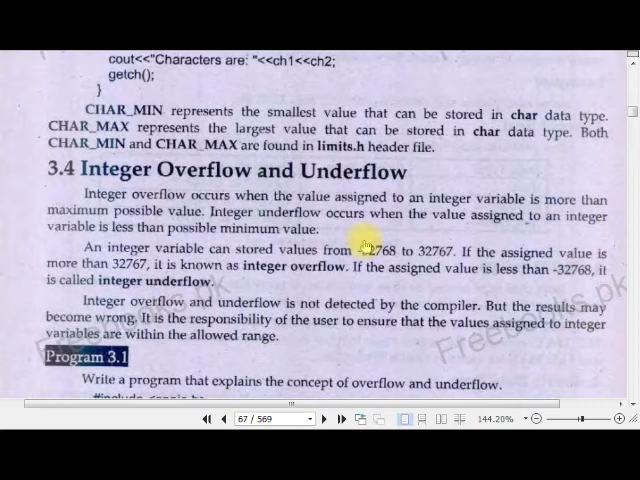 cout<<"Characters are: "<<ch1<<ch2;
getch();
}
CHAR_MIN represents the smallest value that can be stored in char data type.
CHAR_MAX represents the largest value that can be stored in char data type. Both
CHAR_MIN and CHAR_MAX are found in limits.h header file.
3.4 Integer Overflow and Underflow
Integer overflow occurs when the value assigned to an integer variable is more than
maximum possible value. Integer underflow occurs when the value assigned to an integer
variable is less than possible minimum value.
An integer variable can stored values from -32768 to 32767. If the assigned value is
more than 32767, it is known as integer overflow. If the assigned value is less than -32768, it
is called integer underflow.
Integer overflow and underflow is not detected by the compiler. But the results may
become wrong. It is the responsibility of the user to ensure that the values assigned to integer
variables are within the allowed range.
Program 3.1
Write a program that explains the concept of overflow and underflow.
67 / 569
144.20%